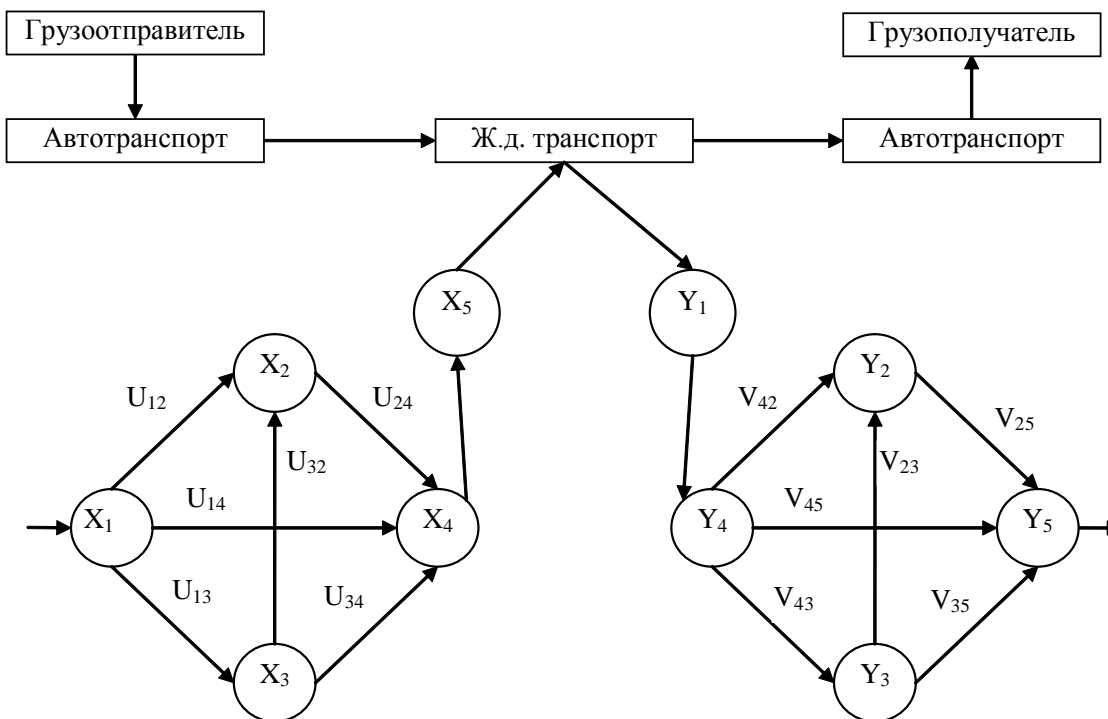 Грузоотправитель
Грузополучатель
Автотранспорт
Ж.д. транспорт
Автотранспорт
X5
Y1
X2
Y2
U12
U24
V42
V25
U32
V23
U14
V45
X1
X4
Y4
Y5
U13
U34
V43
V35
X3
Y3